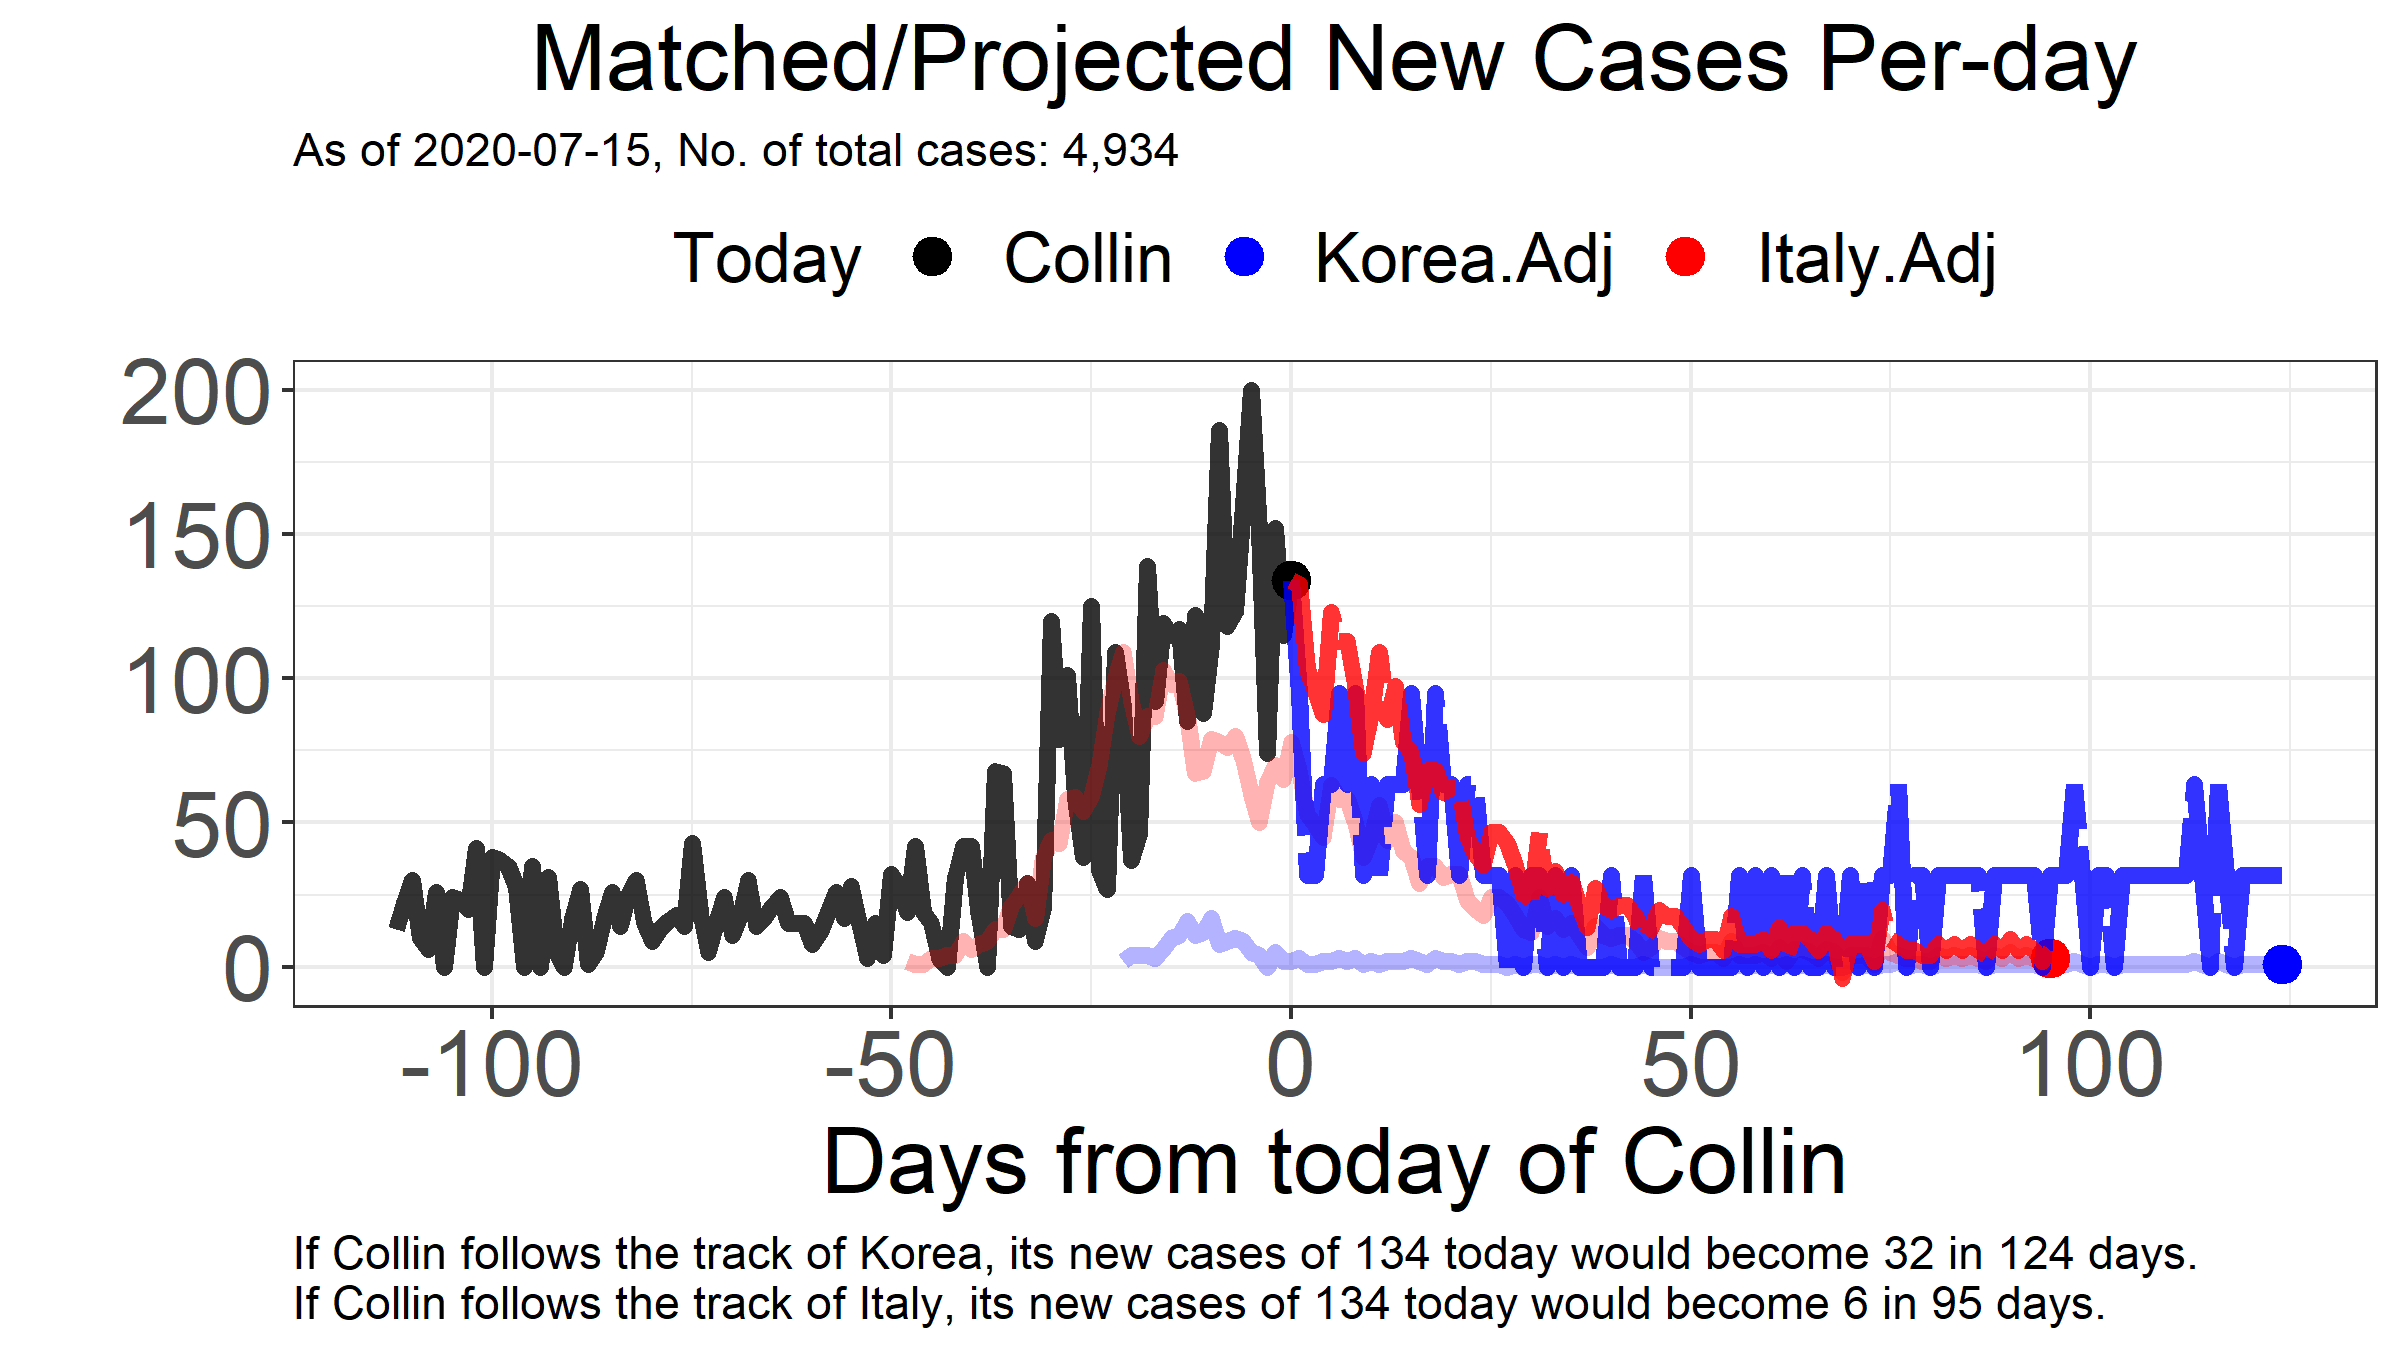 Matched/Projected New Cases Per-day
As of 2020-07-15, No. of total cases: 4,934
Today Collin Korea.Adj Italy.Adj
200
150
100
50
0
-100 -50 0 50 100
Days from today of Collin
If Collin follows the track of Korea, its new cases of 134 today would become 32 in 124 days.
If Collin follows the track of Italy, its new cases of 134 today would become 6 in 95 days.